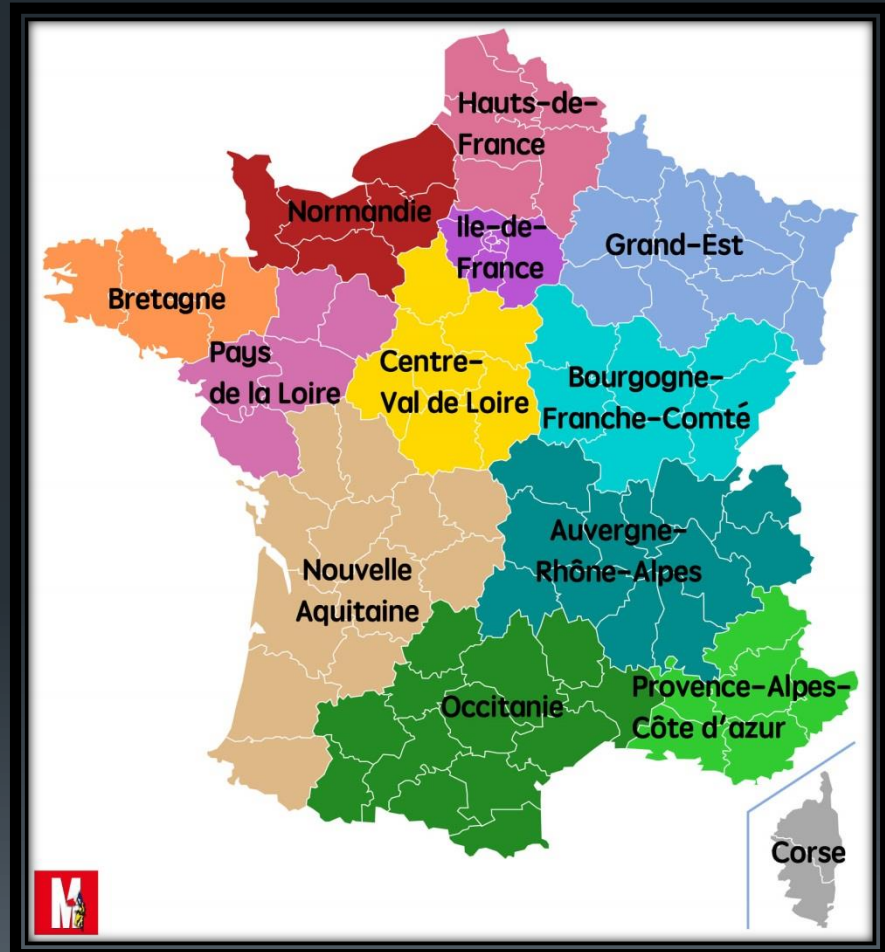 Hauts-de-
France
Normandie
Ile-de-
France
Grand-Est
Bretagne
Pays
de la Loire
Centre-
Val de Loire
Bourgogne-
Franche-Comté
Auvergne-
Rhône-Alpes
Nouvelle
Aquitaine
Occitanie
Provence-Alpes-
Côte d'azur
Corse
M